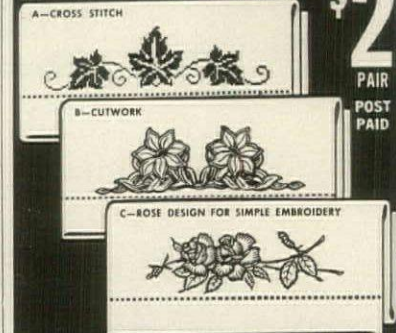 A—CROSS STITCH
$2
PAIR
POST
PAID
B—CUTWORK
C—ROSE DESIGN FOR SIMPLE EMBROIDERY